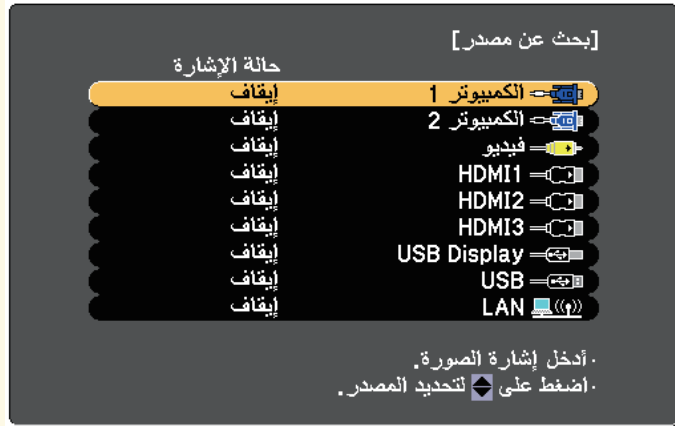 [بحث عن مصدر]
حالة الإشارة
الكمبيوتر 1 إيقاف
الكمبيوتر 2 إيقاف
فيديو إيقاف
HDMI1 إيقاف
HDMI2 إيقاف
HDMI3 إيقاف
USB Display إيقاف
USB إيقاف
LAN إيقاف
·أدخل إشارة الصورة.
·اضغط على لتحديد المصدر.